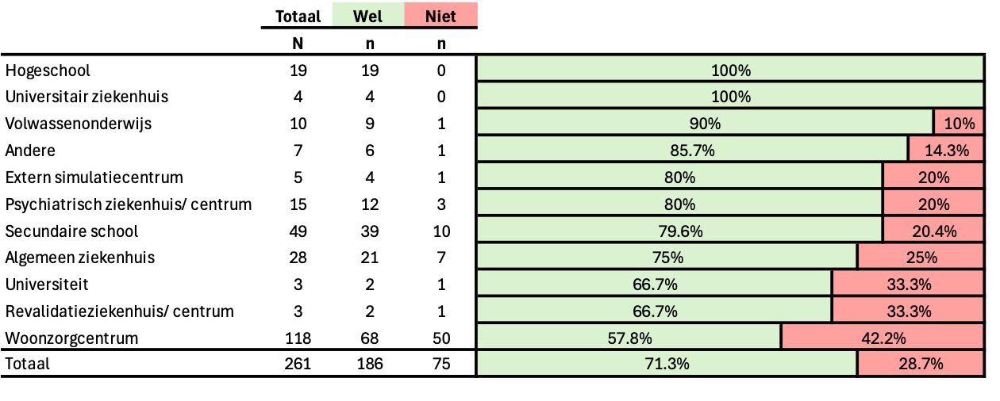 Totaal Wel Niet
N n n
Hogeschool 19 19 0 100%
Universitair ziekenhuis 4 4 0 100%
Volwassenonderwijs 10 9 1 90% 10%
Andere 7 6 1 85.7% 14.3%
Extern simulatiecentrum 5 4 1 80% 20%
Psychiatrisch ziekenhuis/ centrum 15 12 3 80% 20%
Secundaire school 49 39 10 79.6% 20.4%
Algemeen ziekenhuis 28 21 7 75% 25%
Universiteit 3 2 1 66.7% 33.3%
Revalidatieziekenhuis/ centrum 3 2 1 66.7% 33.3%
Woonzorgcentrum 118 68 50 57.8% 42.2%
Totaal 261 186 75 71.3% 28.7%